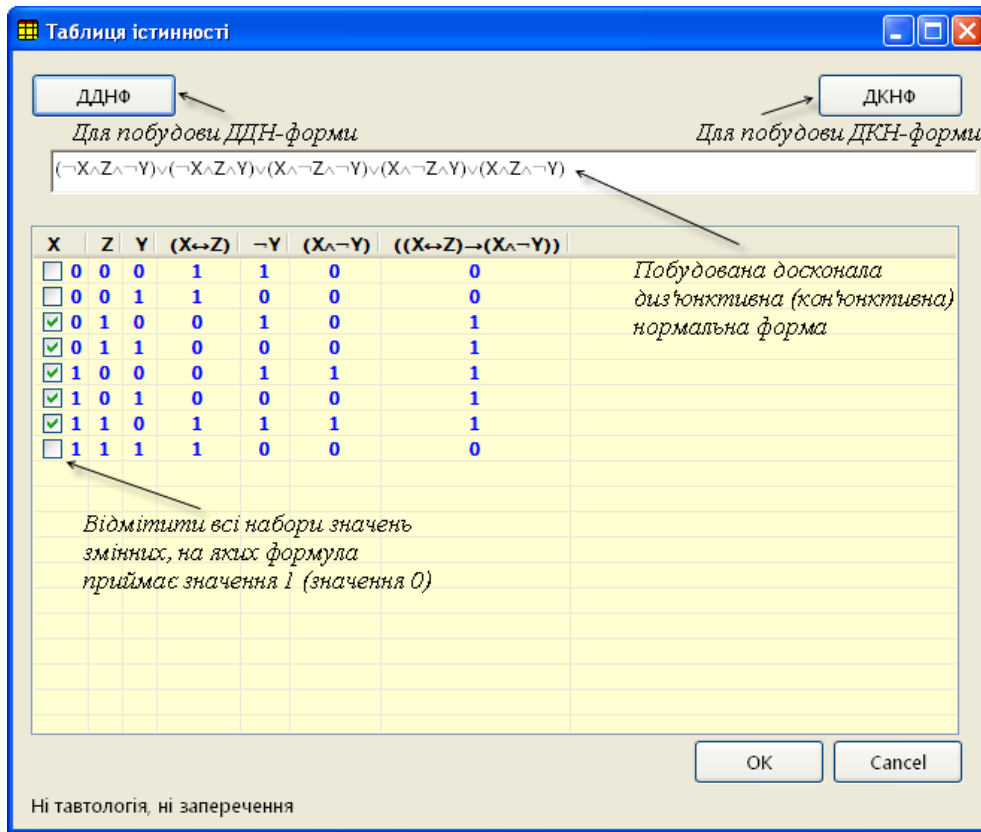 Таблиця істинності
ДДНФ
ДКНФ
Для побудови ДДН-форми
Для побудови ДКН-форми
(¬X∧Z∧¬Y)∨(¬X∧Z∧Y)∨(X∧¬Z∧¬Y)∨(X∧¬Z∧Y)∨(X∧Z∧¬Y)
X Z Y (X↔Z) ¬Y (X∧¬Y) ((X↔Z)→(X∧¬Y))
0 0 0 1 1 0 0
0 0 1 1 0 0 0
0 1 0 0 1 0 1
0 1 1 0 0 0 1
1 0 0 0 1 1 1
1 0 1 0 0 0 1
1 1 0 1 1 1 1
1 1 1 1 0 0 0
Побудована досконала
диз'юнктивна (кон'юнктивна)
нормальна форма
Відмітити всі набори значень
змінних, на яких формула
приймає значення 1 (значення 0)
OK
Cancel
Ні тавтологія, ні заперечення